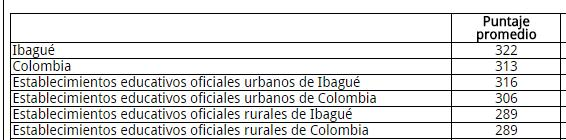 Puntaje
promedio
Ibagué 322
Colombia 313
Establecimientos educativos oficiales urbanos de Ibagué 316
Establecimientos educativos oficiales urbanos de Colombia 306
Establecimientos educativos oficiales rurales de Ibagué 289
Establecimientos educativos oficiales rurales de Colombia 289